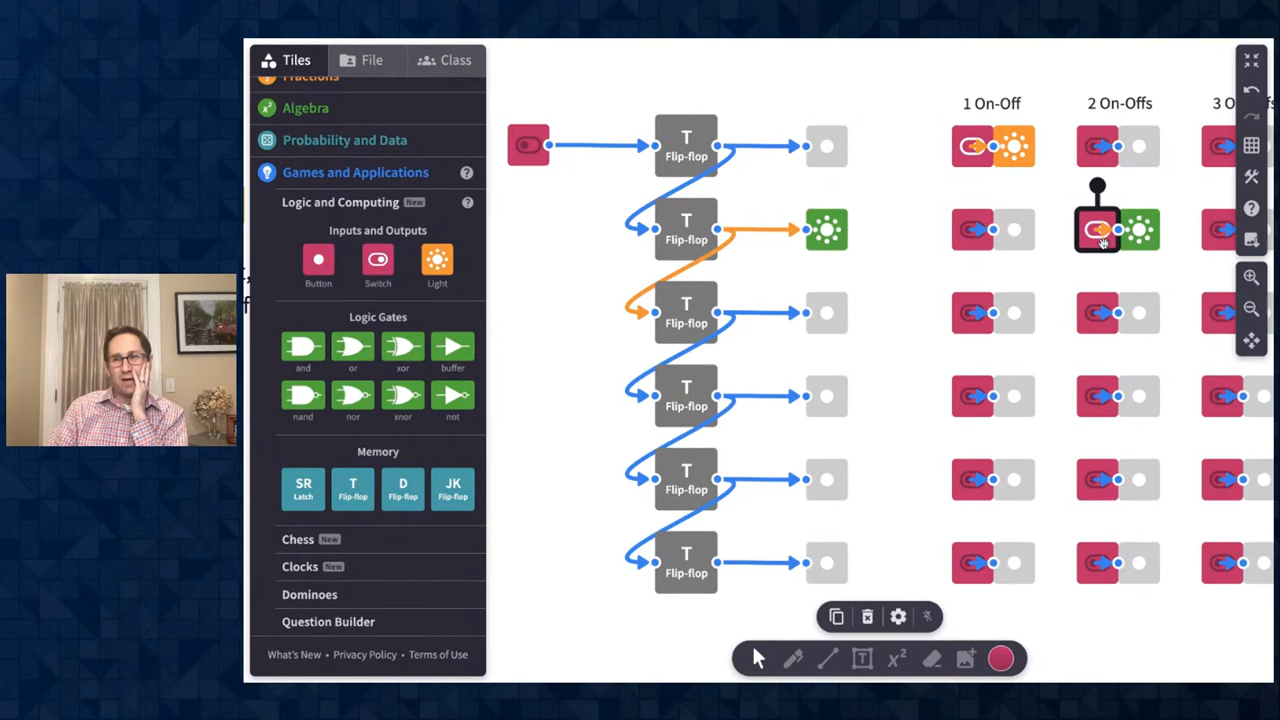 Tiles
File
Class
Fractions
Algebra
Probability and Data
Games and Applications
?
Logic and Computing New
?
Inputs and Outputs
Button
Switch
Light
Logic Gates
and
or
xor
buffer
nand
nor
xnor
not
Memory
SR
Latch
T
Flip-flop
D
Flip-flop
JK
Flip-flop
Chess New
Clocks New
Dominoes
Question Builder
What's New • Privacy Policy • Terms of Use
T
Flip-flop
T
Flip-flop
T
Flip-flop
T
Flip-flop
T
Flip-flop
T
Flip-flop
1 On-Off
2 On-Offs
T
x²